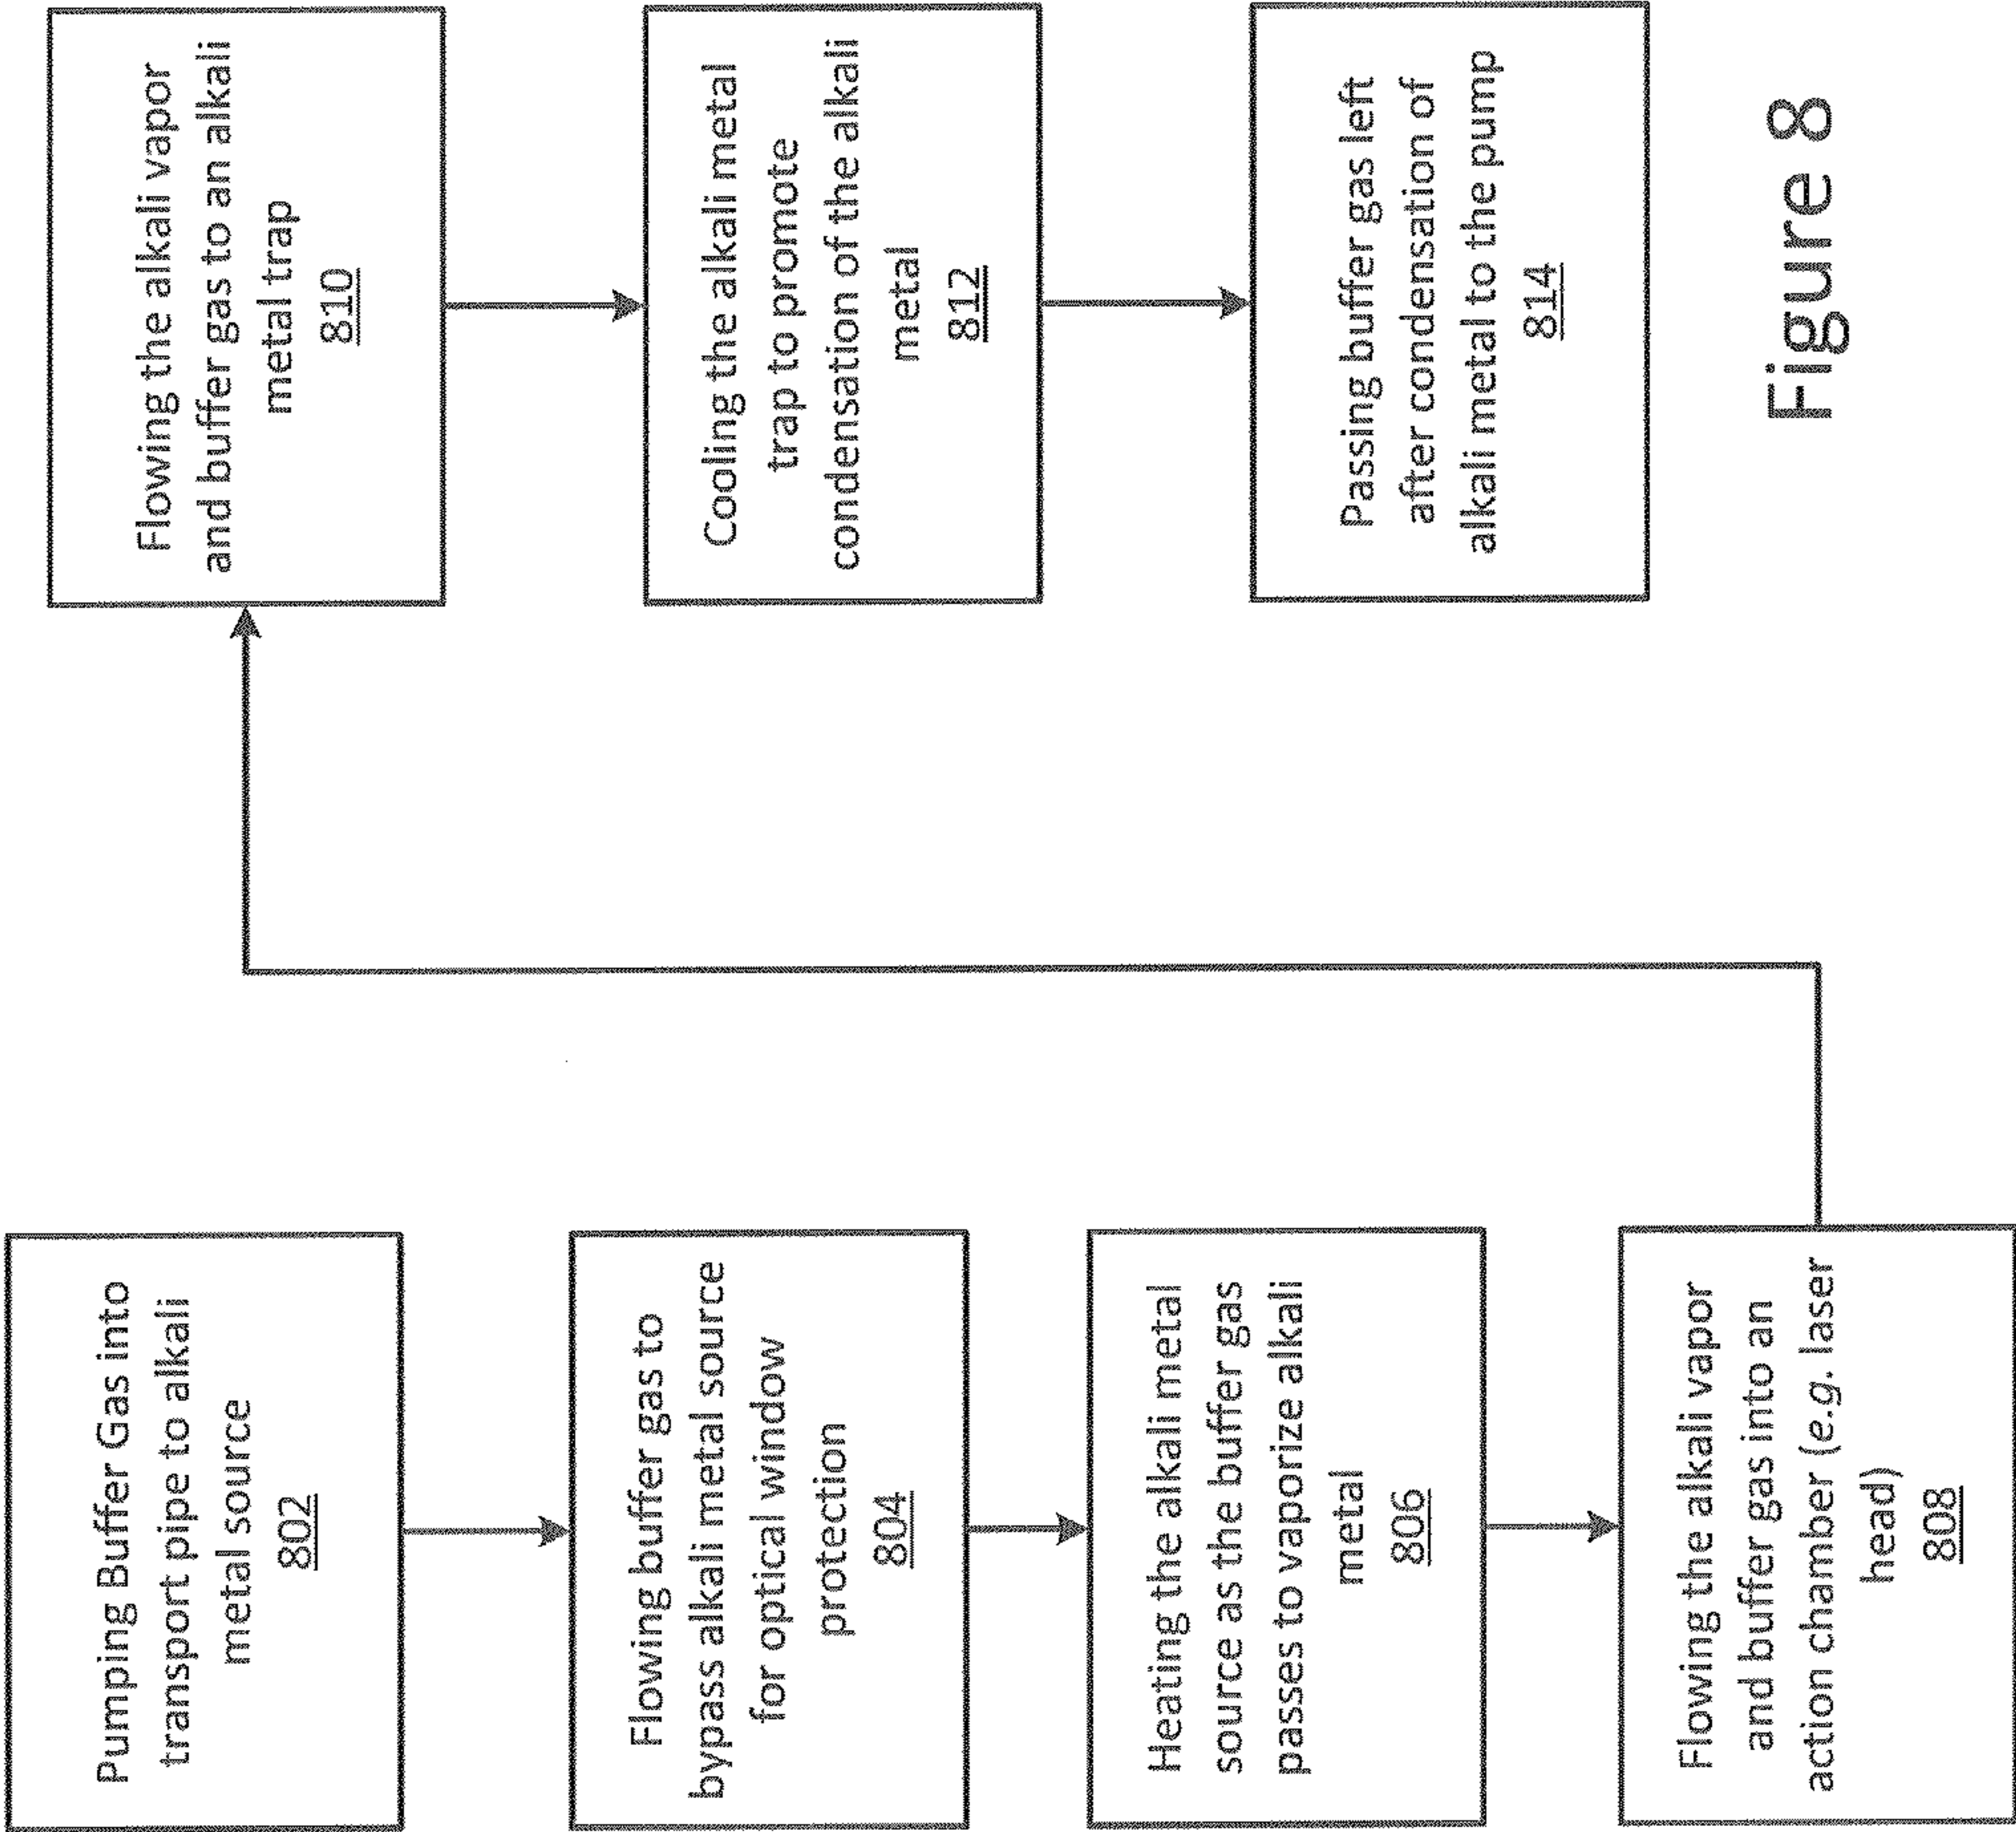 Pumping Buffer Gas into
transport pipe to alkali
metal source
802
Flowing buffer gas to
bypass alkali metal source
for optical window
protection
804
Heating the alkali metal
source as the buffer gas
passes to vaporize alkali
metal
806
Flowing the alkali vapor
and buffer gas into an
action chamber (e.g. laser
head)
808
Flowing the alkali vapor
and buffer gas to an alkali
metal trap
810
Cooling the alkali metal
trap to promote
condensation of the alkali
metal
812
Passing buffer gas left
after condensation of
alkali metal to the pump
814
Figure 8